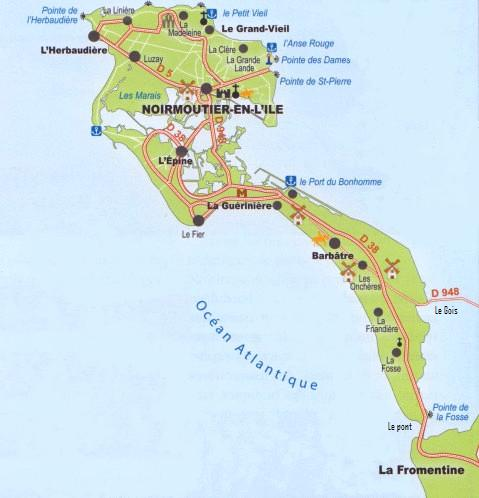 Pointe de
l'Herbaudière
La Linière
le Petit Vieil
La
Madeleine
Le Grand-Vieil
L'Herbaudière
La Clère
l'Anse Rouge
Luzay
La Grande
Lande
Pointe des Dames
D 5
Pointe de St-Pierre
Les Marais
NOIRMOUTIER-EN-L'ILE
D 38
D 948
L'Épine
le Port du Bonhomme
M
La Guérinière
Le Fier
D 38
Barbâtre
Les
Onchères
D 948
Le Gois
La
Friandière
Océan Atlantique
La
Fosse
Pointe de
la Fosse
Le pont
La Fromentine